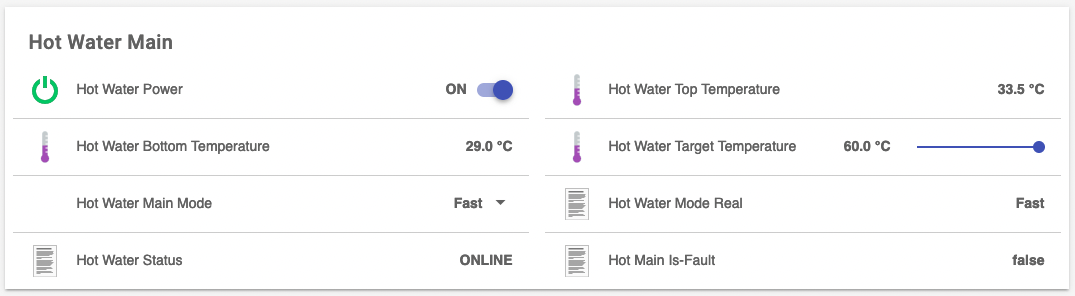 Hot Water Main
Hot Water Power ON
Hot Water Top Temperature 33.5 °C
Hot Water Bottom Temperature 29.0 °C
Hot Water Target Temperature 60.0 °C
Hot Water Main Mode Fast
Hot Water Mode Real Fast
Hot Water Status ONLINE
Hot Main Is-Fault false